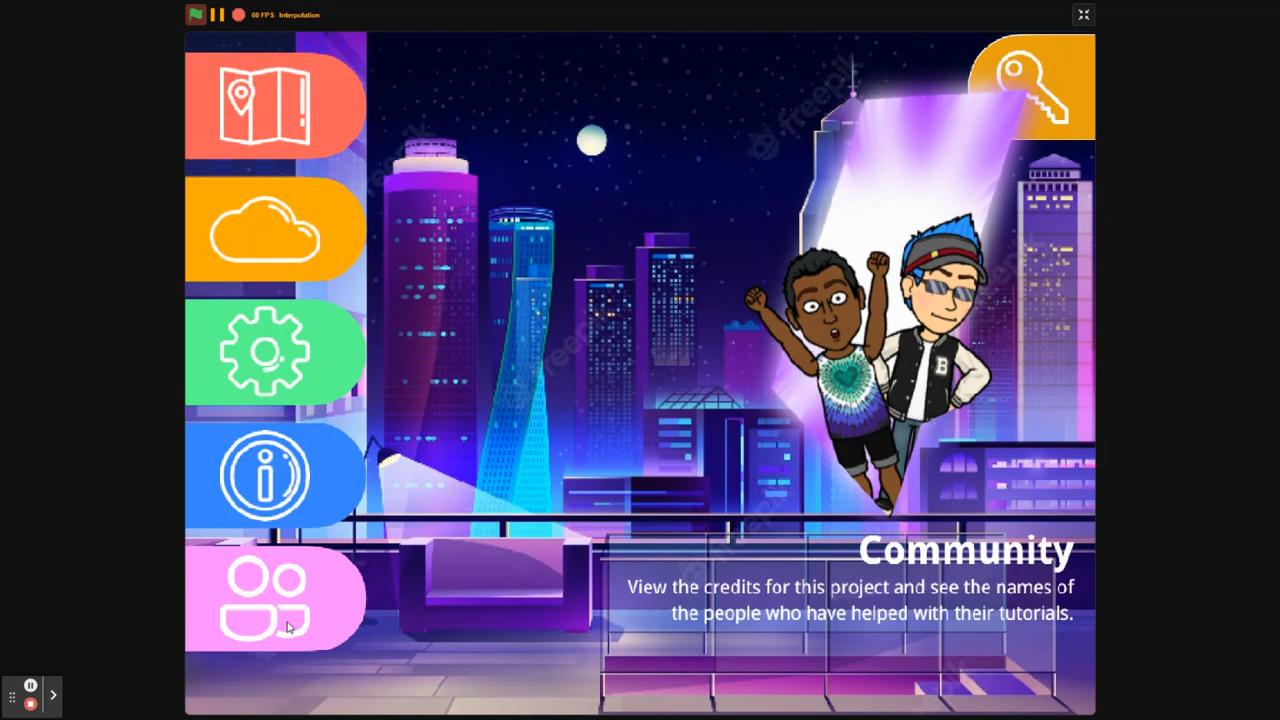 60 FPS Interpolation
freepik
B
Community
View the credits for this project and see the names of
the people who have helped with their tutorials.